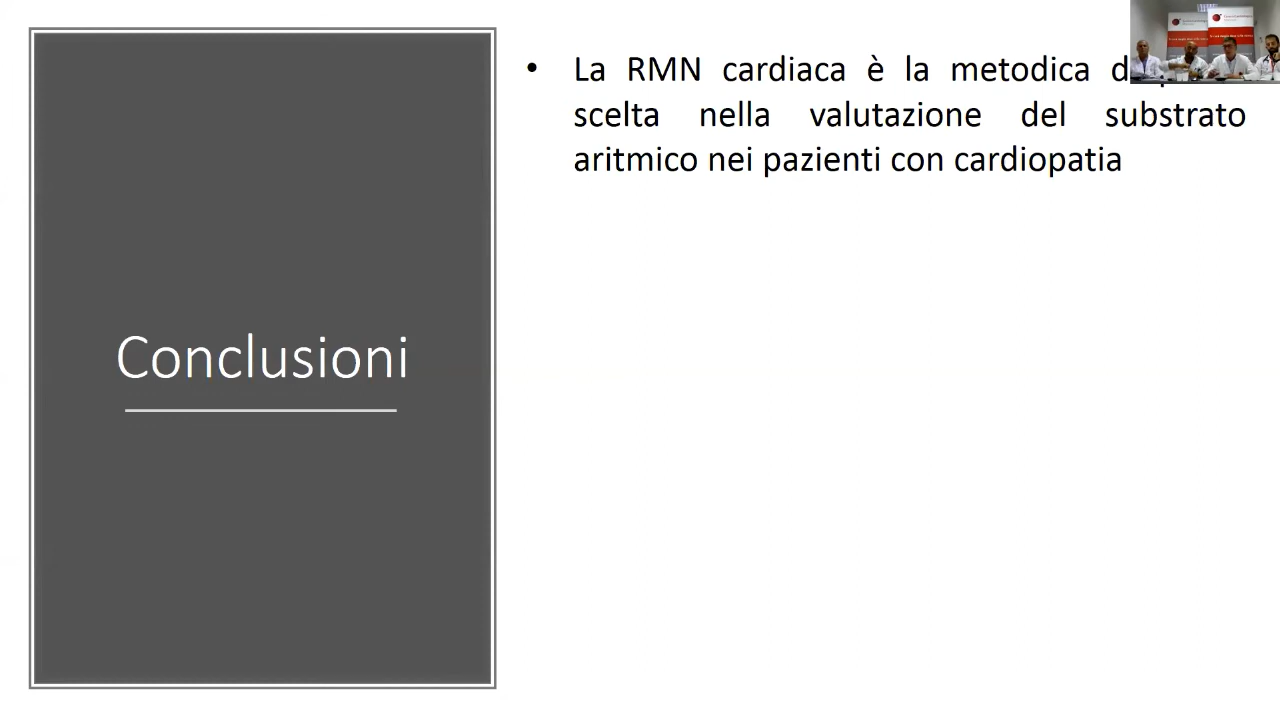 Conclusioni
• La RMN cardiaca è la metodica
scelta nella valutazione del substrato
aritmico nei pazienti con cardiopatia